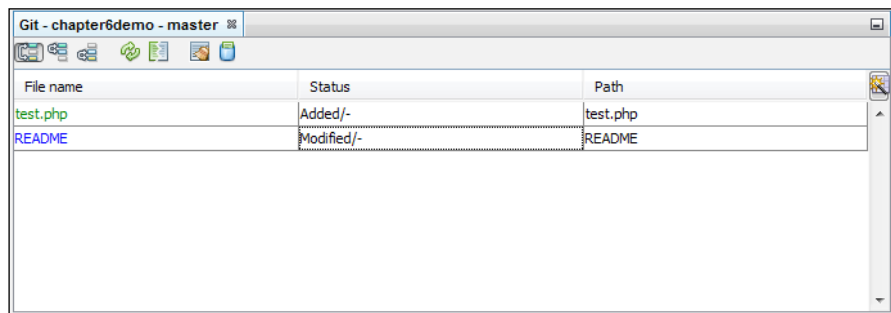 Git - chapter6demo - master
File name Status Path
test.php Added/- test.php
README Modified/- README